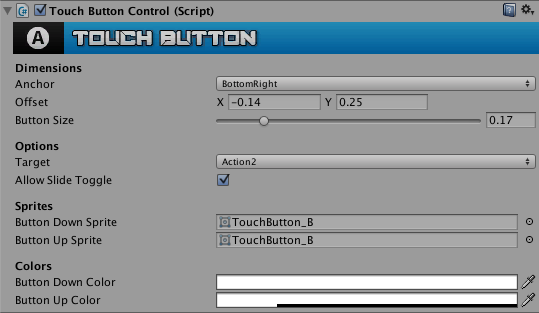 Touch Button Control (Script)
A TOUCH BUTTON
Dimensions
Anchor BottomRight
Offset X -0.14 Y 0.25
Button Size 0.17
Options
Target Action2
Allow Slide Toggle
Sprites
Button Down Sprite TouchButton_B
Button Up Sprite TouchButton_B
Colors
Button Down Color
Button Up Color